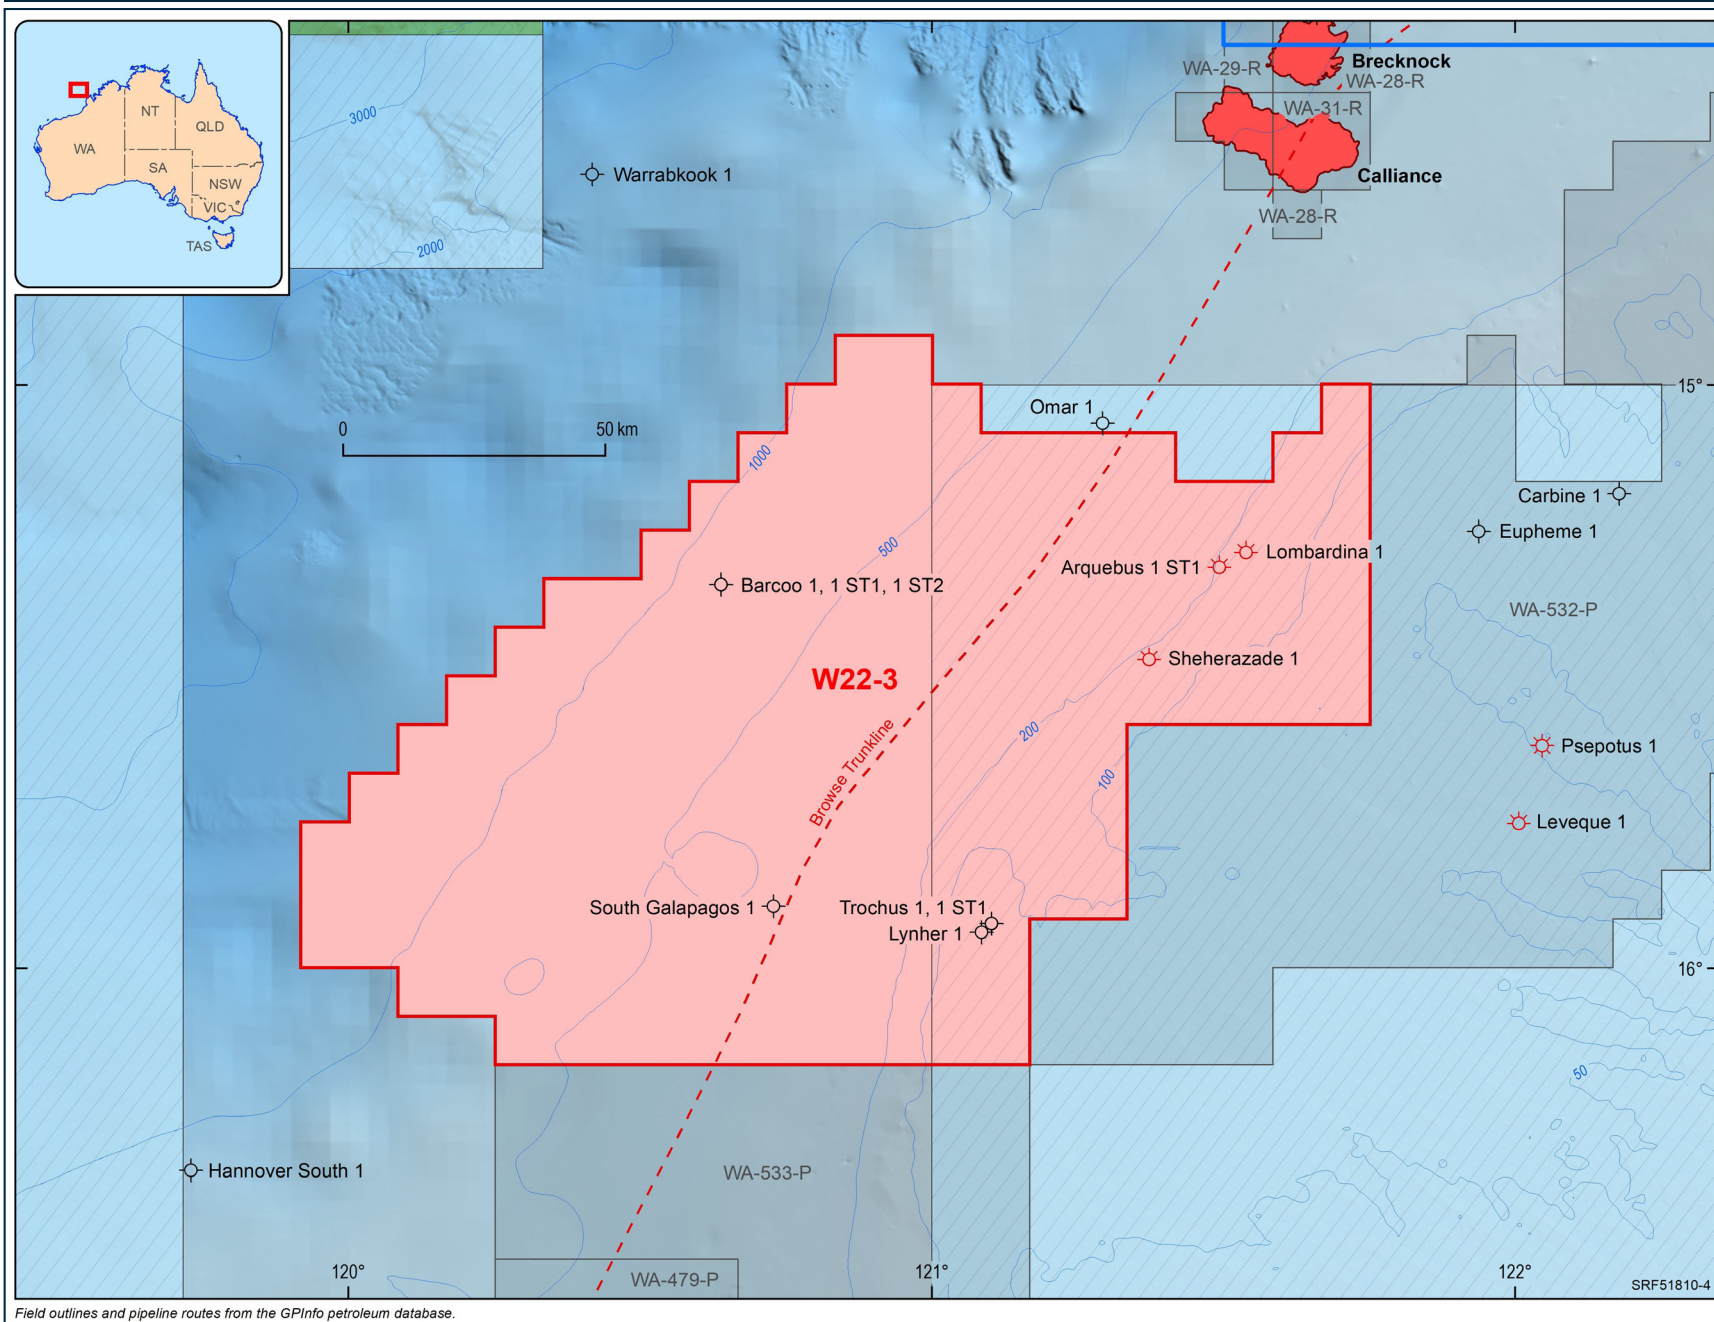 NT
QLD
WA
SA
NSW
VIC
TAS
3000
2000
Warrabkook 1
WA-29-R
Brecknock
WA-28-R
WA-31-R
Calliance
WA-28-R
0
50 km
15°
Omar 1
1000
500
Carbine 1
Eupheme 1
Lombardina 1
Arquebus 1 ST1
Barcoo 1, 1 ST1, 1 ST2
WA-532-P
Sheherazade 1
W22-3
200
Browse Trunkline
100
Psepotus 1
Leveque 1
South Galapagos 1
Trochus 1, 1 ST1
Lynher 1
16°
50
Hannover South 1
WA-533-P
120°
121°
122°
WA-479-P
SRF51810-4
Field outlines and pipeline routes from the GPInfo petroleum database.